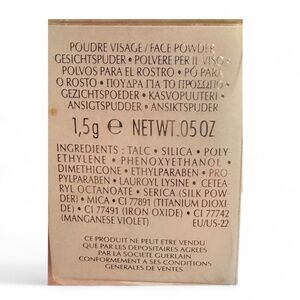 POUDRE VISAGE / FACE POWDER
GESICHTSPUDER • POLVERE PER IL VISO
POLVOS PARA EL ROSTRO • PÓ PARA
O ROSTO • ΠΟΥΔΡΑ ΓΙΑ ΤΟ ΠΡΟΣΩΠΟ
GEZICHTSPOEDER • KASVOPUUTERI •
ANSIGTSPUDDER • ANSIKTSPUDER
1,5g e NET WT. .05 OZ
INGREDIENTS : TALC • SILICA • POLY-
ETHYLENE • PHENOXYETHANOL •
DIMETHICONE • ETHYLPARABEN • PRO-
PYLPARABEN • LAUROYL LYSINE • CETEA-
RYL OCTANOATE • SERICA (SILK POW-
DER) • MICA • CI 77891 (TITANIUM DIOXI-
DE) • CI 77491 (IRON OXIDE) • CI 77742
(MANGANESE VIOLET) EU/US-22
CE PRODUIT NE PEUT ETRE VENDU
QUE PAR LES DEPOSITAIRES AGREES
PAR LA SOCIETE GUERLAIN
CONFORMEMENT A SES CONDITIONS
GENERALES DE VENTES